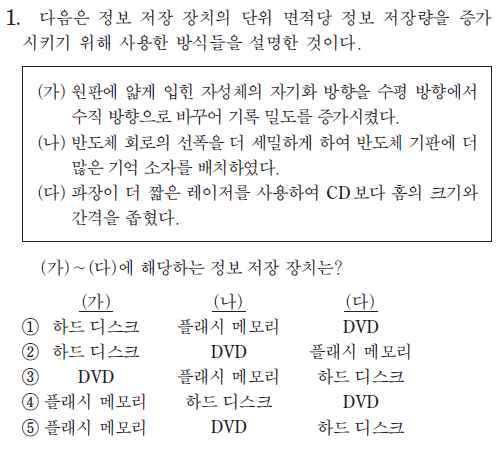 1. 다음은 정보 저장 장치의 단위 면적당 정보 저장량을 증가
시키기 위해 사용한 방식들을 설명한 것이다.
(가) 원판에 얇게 입힌 자성체의 자기화 방향을 수평 방향에서
수직 방향으로 바꾸어 기록 밀도를 증가시켰다.
(나) 반도체 회로의 선폭을 더 세밀하게 하여 반도체 기판에 더
많은 기억 소자를 배치하였다.
(다) 파장이 더 짧은 레이저를 사용하여 CD보다 홈의 크기와
간격을 좁혔다.
(가)~(다)에 해당하는 정보 저장 장치는?
(가) (나) (다)
① 하드 디스크 플래시 메모리 DVD
② 하드 디스크 DVD 플래시 메모리
③ DVD 플래시 메모리 하드 디스크
④ 플래시 메모리 하드 디스크 DVD
⑤ 플래시 메모리 DVD 하드 디스크